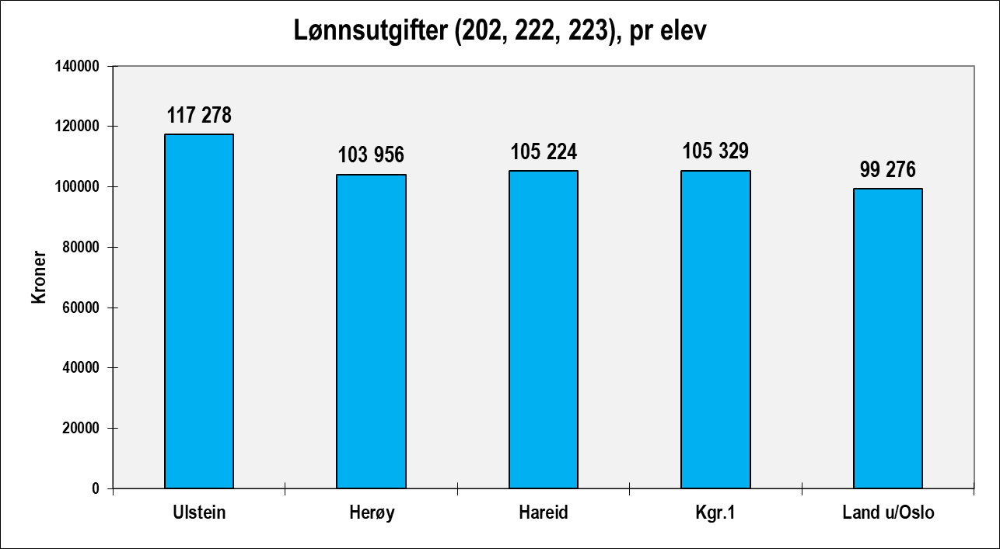 Lønnsutgifter (202, 222, 223), pr elev
Kroner
140000
120000
100000
80000
60000
40000
20000
0
117 278
103 956
105 224
105 329
99 276
Ulstein
Herøy
Hareid
Kgr.1
Land u/Oslo